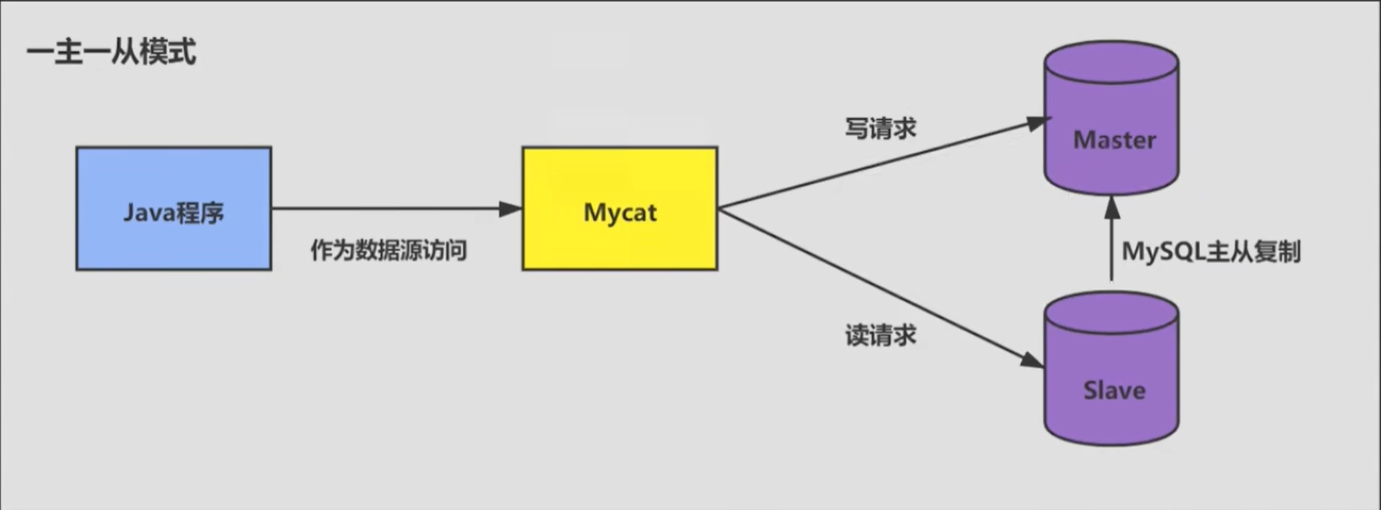 一主一从模式
写请求
Master
Java程序
Mycat
作为数据源访问
MySQL主从复制
读请求
Slave